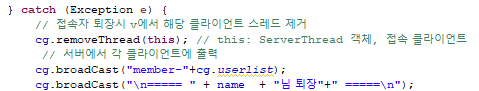 } catch (Exception e) {
// 접속자 퇴장시 v에서 해당 클라이언트 스레드 제거
cg.removeThread(this); // this: ServerThread 객체, 접속 클라이언트
// 서버에서 각 클라이언트에 출력
cg.broadCast("member-"+cg.userlist);
cg.broadCast("\n===== " + name + "님 퇴장"+" =====\n");